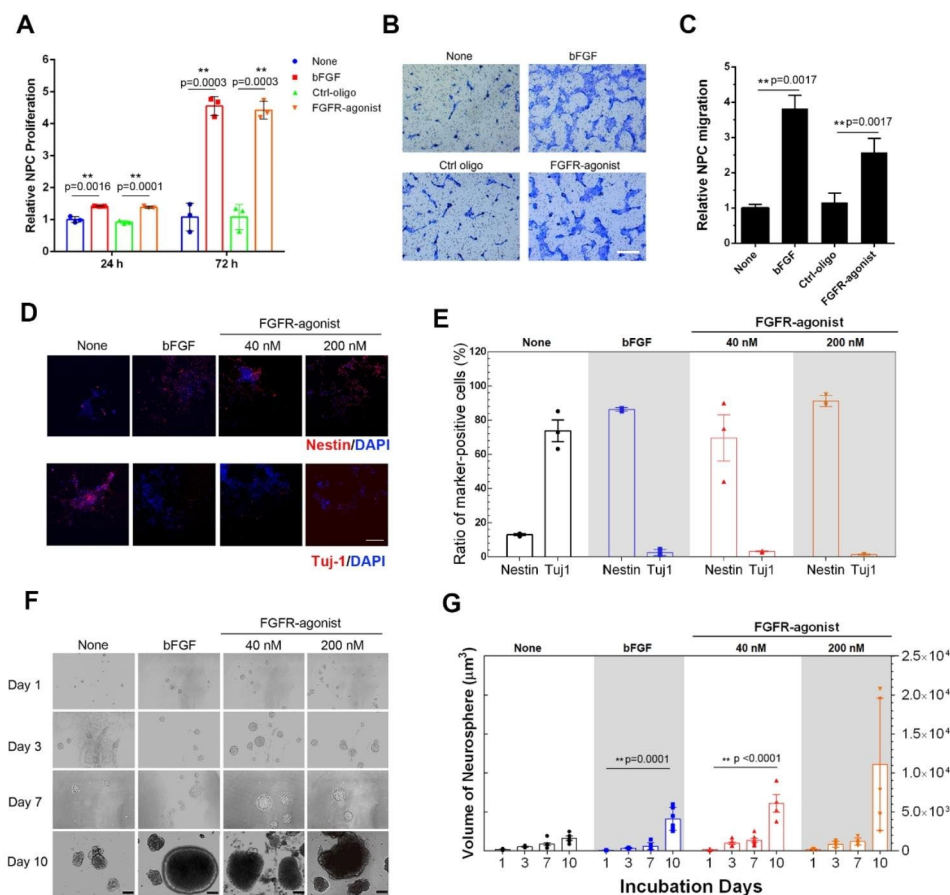 A
Relative NPC Proliferation
6
5
4
3
2
1
0
**
p=0.0016
**
p=0.0001
**
p=0.0003
**
p=0.0003
24 h
72 h
None
bFGF
Ctrl-oligo
FGFR-agonist
B
None
bFGF
Ctrl oligo
FGFR-agonist
C
Relative NPC migration
5
4
3
2
1
0
** p=0.0017
** p=0.0017
None
bFGF
Ctrl-oligo
FGFR-agonist
D
FGFR-agonist
None
bFGF
40 nM
200 nM
Nestin/DAPI
Tuj-1/DAPI
E
FGFR-agonist
None
bFGF
40 nM
200 nM
Ratio of marker-positive cells (%)
120
100
80
60
40
20
0
Nestin Tuj1
Nestin Tuj1
Nestin Tuj1
Nestin Tuj1
F
FGFR-agonist
None
bFGF
40 nM
200 nM
Day 1
Day 3
Day 7
Day 10
G
FGFR-agonist
None
bFGF
40 nM
200 nM
Volume of Neurosphere (μm³)
** p=0.0001
** p <0.0001
2.5×10⁴
2.0×10⁴
1.5×10⁴
1.0×10⁴
5.0×10³
0
1 3 7 10
1 3 7 10
1 3 7 10
1 3 7 10
Incubation Days